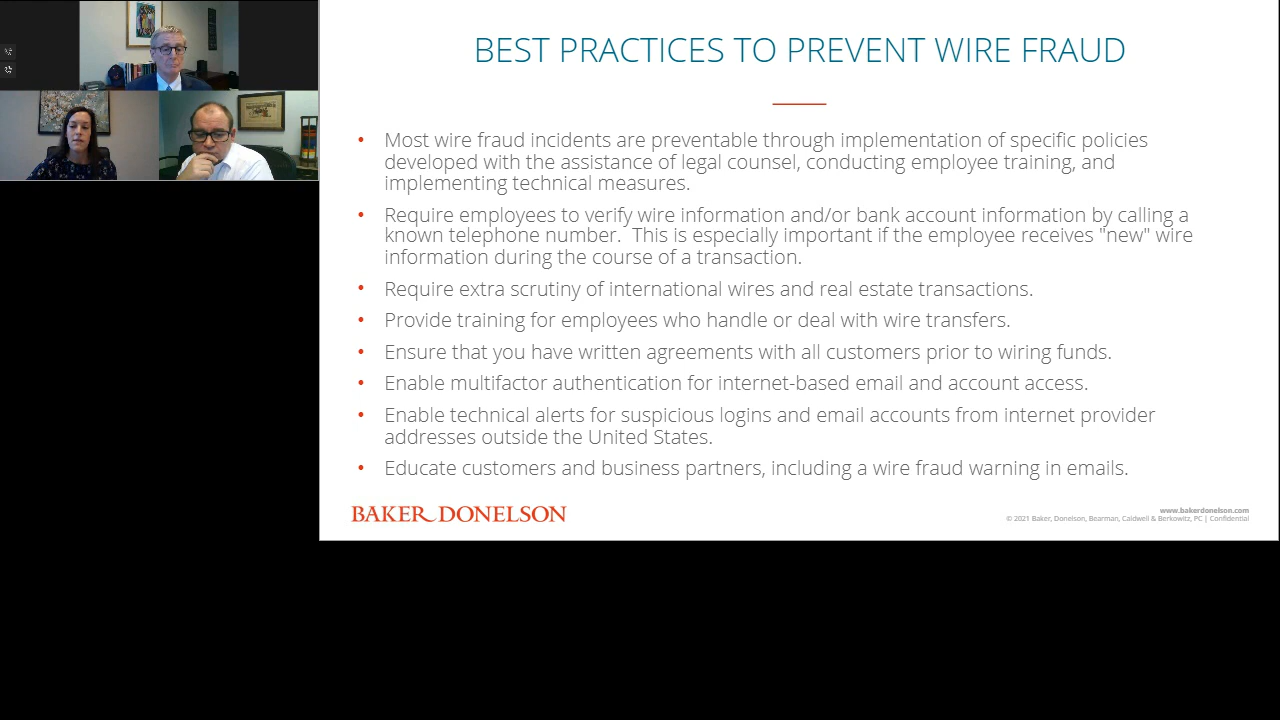 BEST PRACTICES TO PREVENT WIRE FRAUD
• Most wire fraud incidents are preventable through implementation of specific policies
developed with the assistance of legal counsel, conducting employee training, and
implementing technical measures.
• Require employees to verify wire information and/or bank account information by calling a
known telephone number.  This is especially important if the employee receives "new" wire
information during the course of a transaction.
• Require extra scrutiny of international wires and real estate transactions.
• Provide training for employees who handle or deal with wire transfers.
• Ensure that you have written agreements with all customers prior to wiring funds.
• Enable multifactor authentication for internet-based email and account access.
• Enable technical alerts for suspicious logins and email accounts from internet provider
addresses outside the United States.
• Educate customers and business partners, including a wire fraud warning in emails.
BAKER DONELSON
www.bakerdonelson.com
© 2021 Baker, Donelson, Bearman, Caldwell & Berkowitz, PC | Confidential